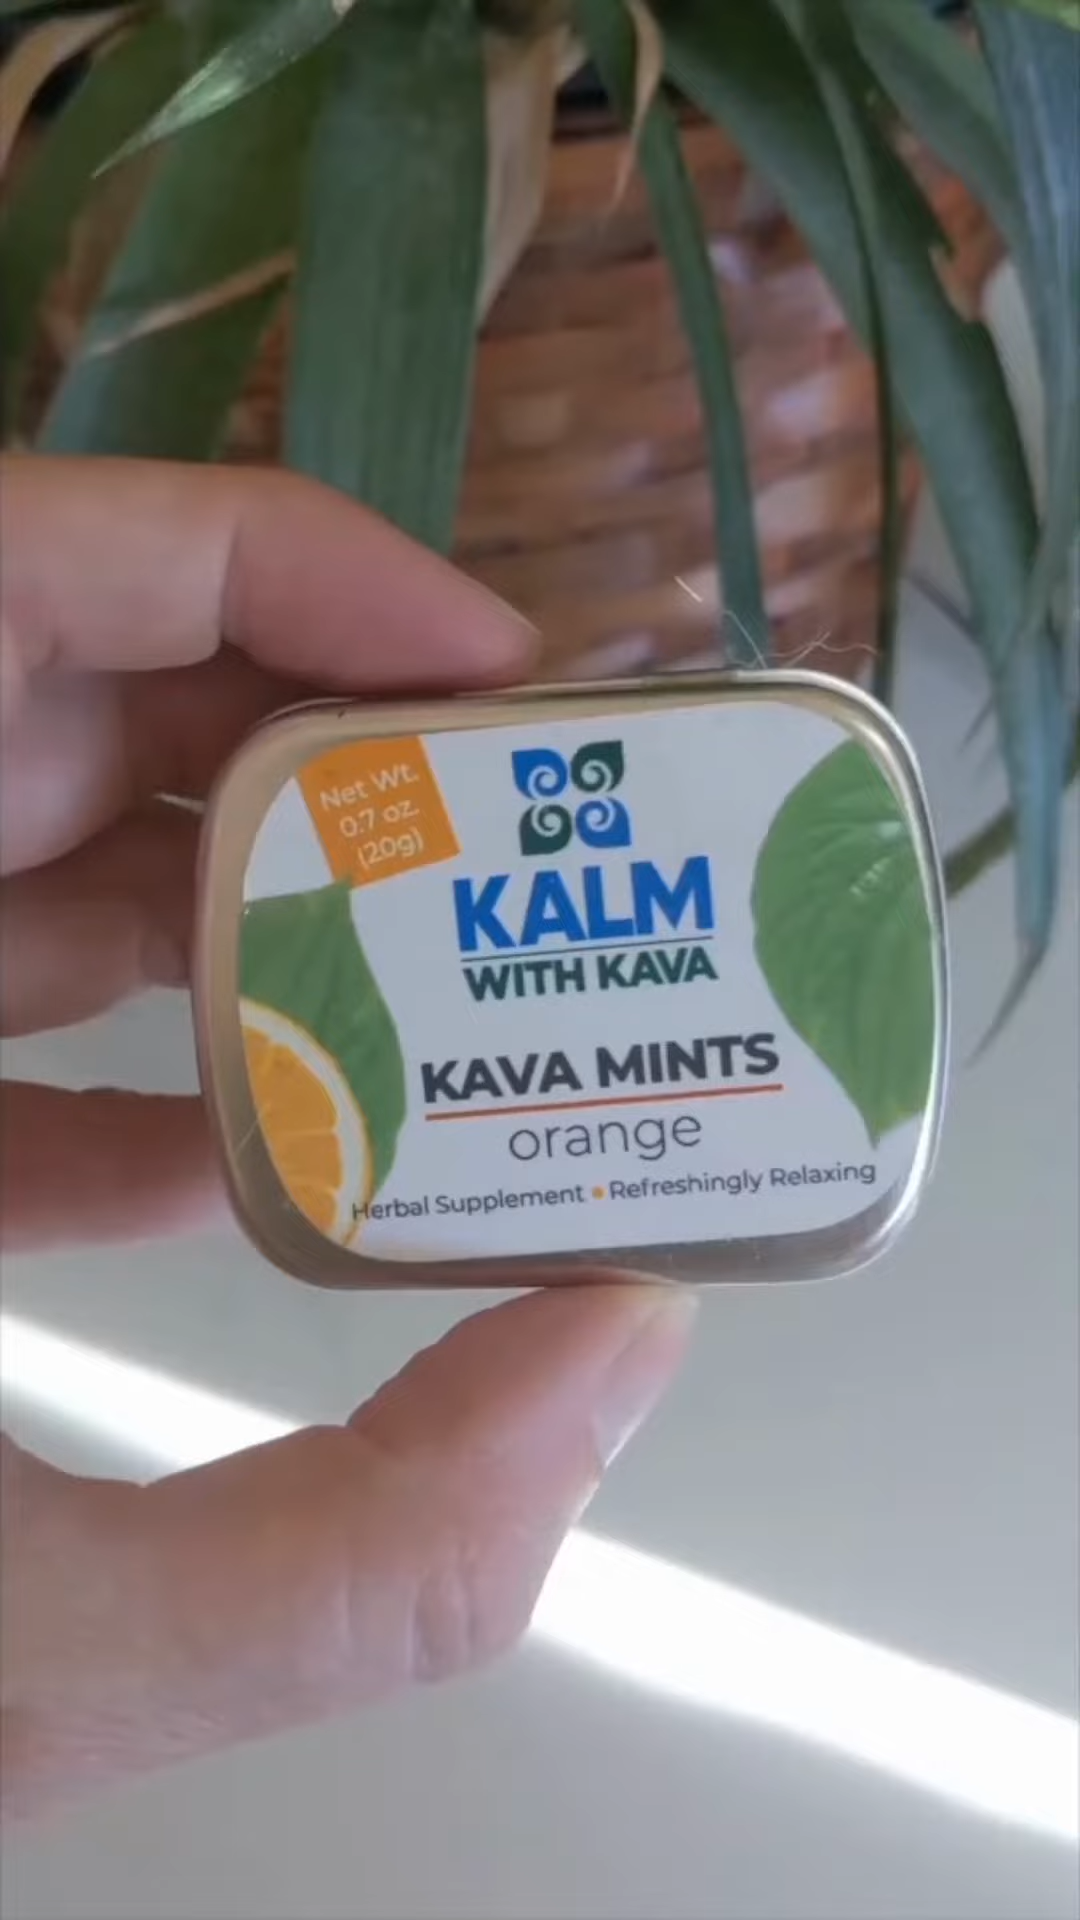 Net Wt.
0.7 oz.
(20g)
KALM
WITH KAVA
KAVA MINTS
orange
Herbal Supplement • Refreshingly Relaxing